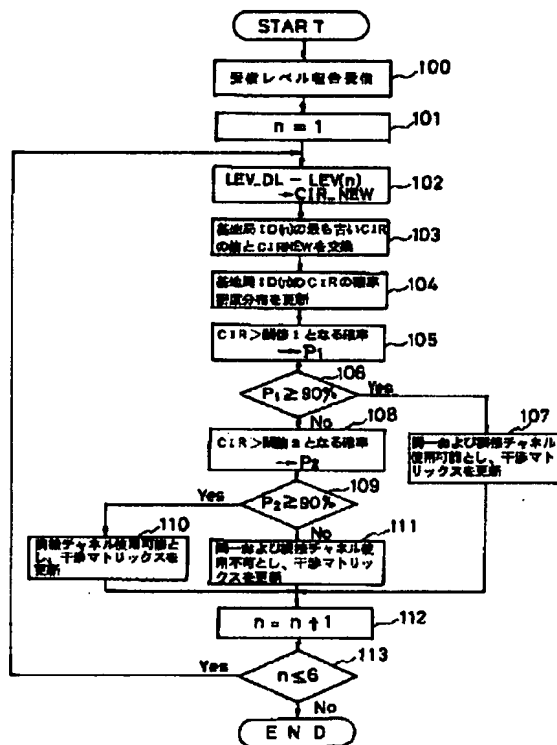 START
受信レベル報告受信
100
n = 1
101
LEV_DL − LEV(n)
→CIR_NEW
102
基地局ID(n)の最も古いCIR
の値とCIRNEWを交換
103
基地局ID(n)のCIRの確率
密度分布を更新
104
CIR>閾値1となる確率
→P1
105
106
P1≧90%
Yes
No
107
同一および隣接チャネル
使用可能とし、干渉マトリ
ックスを更新
108
CIR>閾値2となる確率
→P2
109
P2≧90%
Yes
No
110
隣接チャネル使用可能と
し、干渉マトリックスを
更新
111
同一および隣接チャネル使
用不可とし、干渉マトリッ
クスを更新
n = n + 1
112
113
n≦6
Yes
No
END